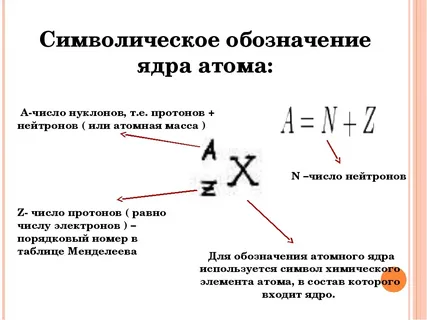 Символическое обозначение
ядра атома:
A-число нуклонов, т.е. протонов +
нейтронов ( или атомная масса )
A = N + Z
A
Z X
N –число нейтронов
Z- число протонов ( равно
числу электронов ) –
порядковый номер в
таблице Менделеева
Для обозначения атомного ядра
используется символ химического
элемента атома, в состав которого
входит ядро.